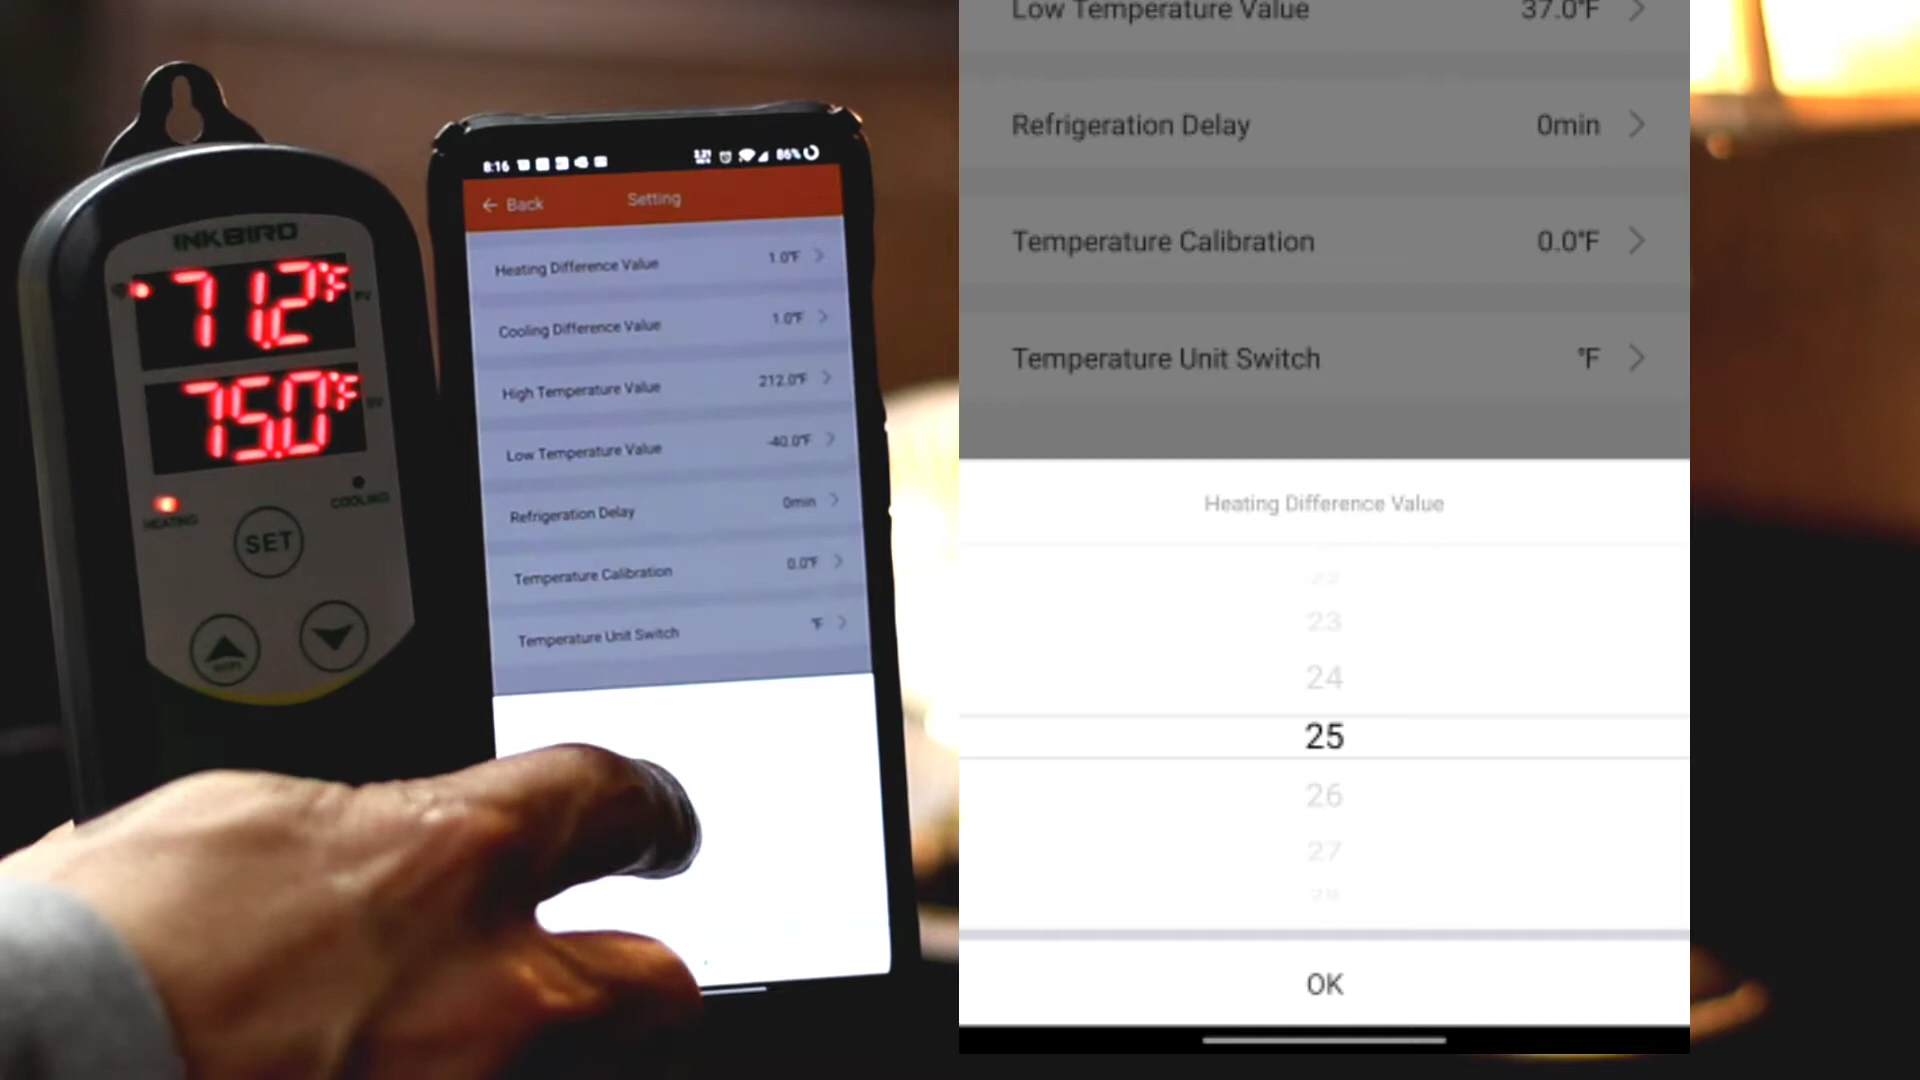 INKBIRD
71.2°F
PV
75.0°F
SV
HEATING
COOLING
SET
8:16
86%
Back
Setting
Heating Difference Value 1.0°F
Cooling Difference Value 1.0°F
High Temperature Value 212.0°F
Low Temperature Value -40.0°F
Refrigeration Delay 0min
Temperature Calibration 0.0°F
Temperature Unit Switch °F
Low Temperature Value 37.0°F
Refrigeration Delay 0min
Temperature Calibration 0.0°F
Temperature Unit Switch °F
Heating Difference Value
23
24
25
26
27
28
OK